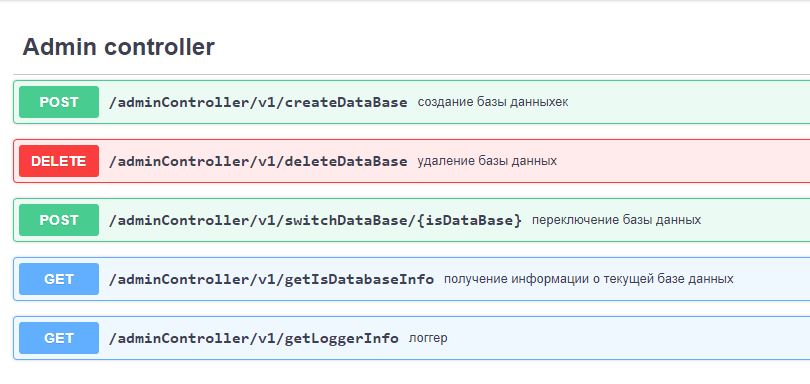 Admin controller
POST /adminController/v1/createDataBase создание базы данныхек
DELETE /adminController/v1/deleteDataBase удаление базы данных
POST /adminController/v1/switchDataBase/{isDataBase} переключение базы данных
GET /adminController/v1/getIsDatabaseInfo получение информации о текущей базе данных
GET /adminController/v1/getLoggerInfo логгер